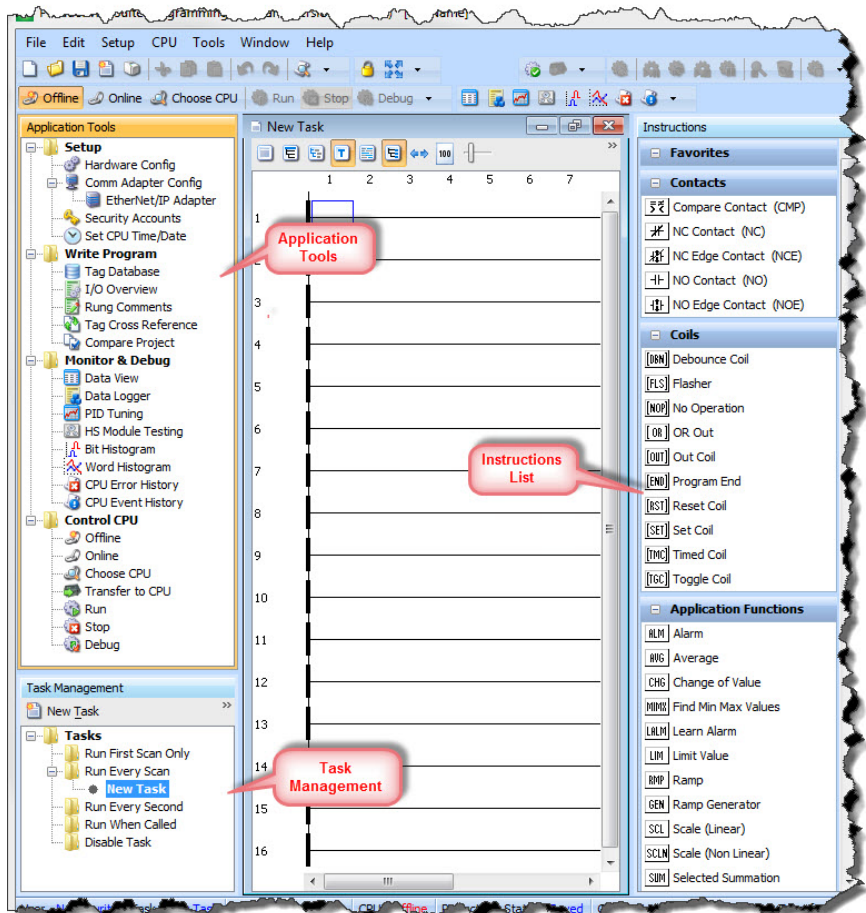 File Edit Setup CPU Tools Window Help
Offline Online Choose CPU Run Stop Debug
Application Tools
Setup
Hardware Config
Comm Adapter Config
EtherNet/IP Adapter
Security Accounts
Set CPU Time/Date
Write Program
Tag Database
I/O Overview
Rung Comments
Tag Cross Reference
Compare Project
Monitor & Debug
Data View
Data Logger
PID Tuning
HS Module Testing
Bit Histogram
Word Histogram
CPU Error History
CPU Event History
Control CPU
Offline
Online
Choose CPU
Transfer to CPU
Run
Stop
Debug
Task Management
New Task
Tasks
Run First Scan Only
Run Every Scan
New Task
Run Every Second
Run When Called
Disable Task
New Task
T 100
1 2 3 4 5 6 7
1
2
3
4
5
6
7
8
9
10
11
12
13
14
15
16
Application
Tools
Instructions
List
Task
Management
Instructions
Favorites
Contacts
Compare Contact (CMP)
NC Contact (NC)
NC Edge Contact (NCE)
NO Contact (NO)
NO Edge Contact (NOE)
Coils
DBN Debounce Coil
FLS Flasher
NOP No Operation
OR OR Out
OUT Out Coil
END Program End
RST Reset Coil
SET Set Coil
TMC Timed Coil
TGC Toggle Coil
Application Functions
ALM Alarm
AVG Average
CHG Change of Value
MIMX Find Min Max Values
LALM Learn Alarm
LIM Limit Value
RMP Ramp
GEN Ramp Generator
SCL Scale (Linear)
SCLN Scale (Non Linear)
SUM Selected Summation